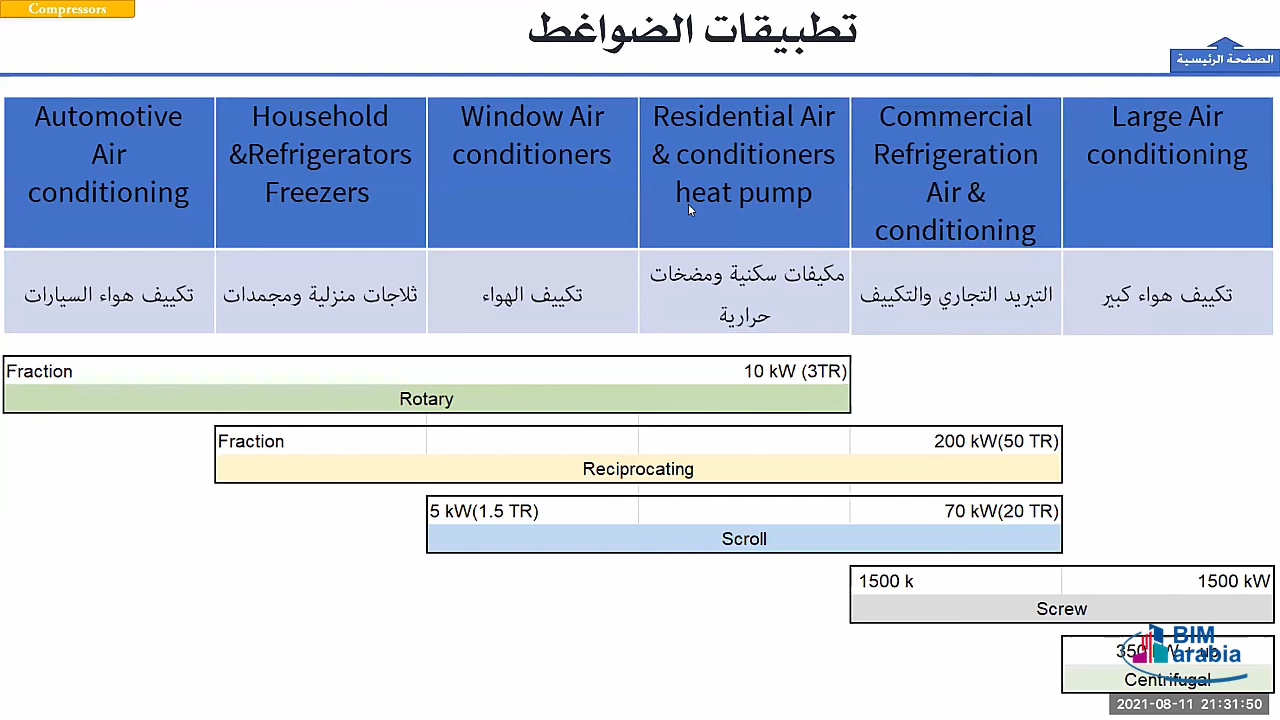 Compressors
تطبيقات الضواغط
الصفحة الرئيسية
Automotive
Air
conditioning
Household
&Refrigerators
Freezers
Window Air
conditioners
Residential Air
& conditioners
heat pump
Commercial
Refrigeration
Air &
conditioning
Large Air
conditioning
تكييف هواء السيارات
ثلاجات منزلية ومجمدات
تكييف الهواء
مكيفات سكنية ومضخات
حرارية
التبريد التجاري والتكييف
تكييف هواء كبير
Fraction 10 kW (3TR)
Rotary
Fraction 200 kW(50 TR)
Reciprocating
5 kW(1.5 TR) 70 kW(20 TR)
Scroll
1500 k 1500 kW
Screw
350
Centrifugal
BIM
arabia
2021-08-11 21:31:50